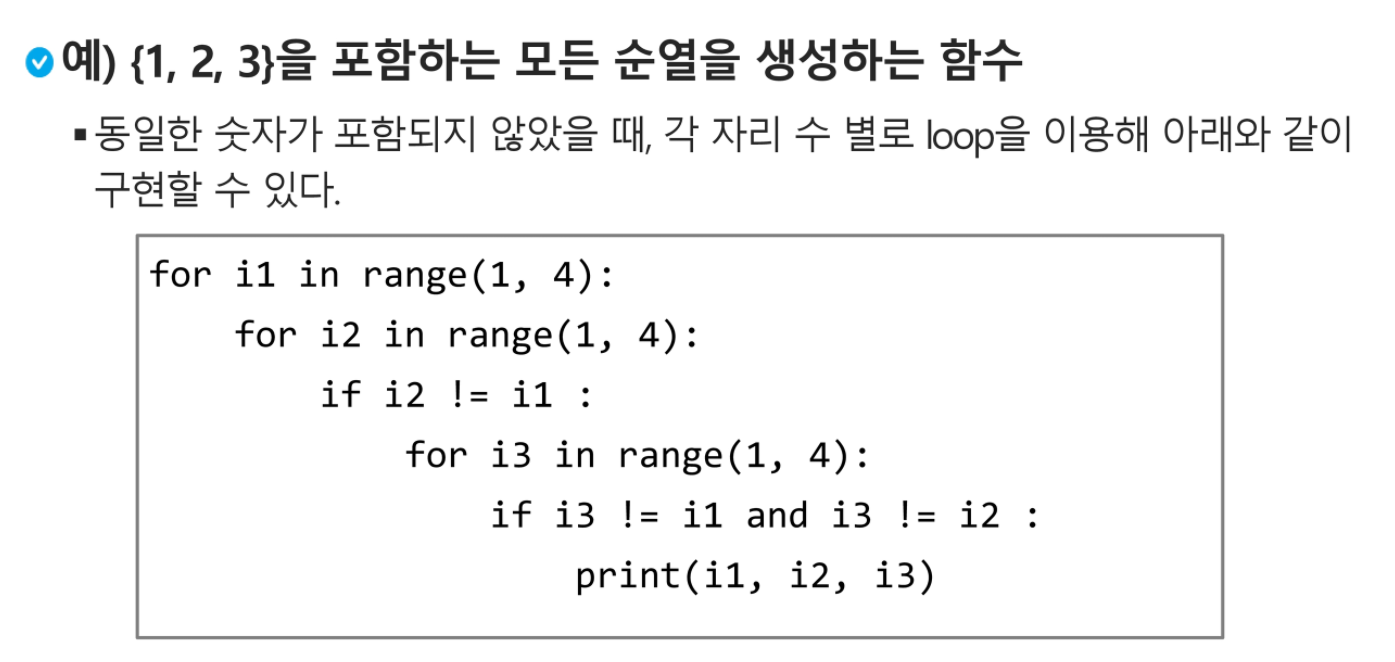 예) {1, 2, 3}을 포함하는 모든 순열을 생성하는 함수
▪동일한 숫자가 포함되지 않았을 때, 각 자리 수 별로 loop을 이용해 아래와 같이
구현할 수 있다.
for i1 in range(1, 4):
    for i2 in range(1, 4):
        if i2 != i1 :
            for i3 in range(1, 4):
                if i3 != i1 and i3 != i2 :
                    print(i1, i2, i3)